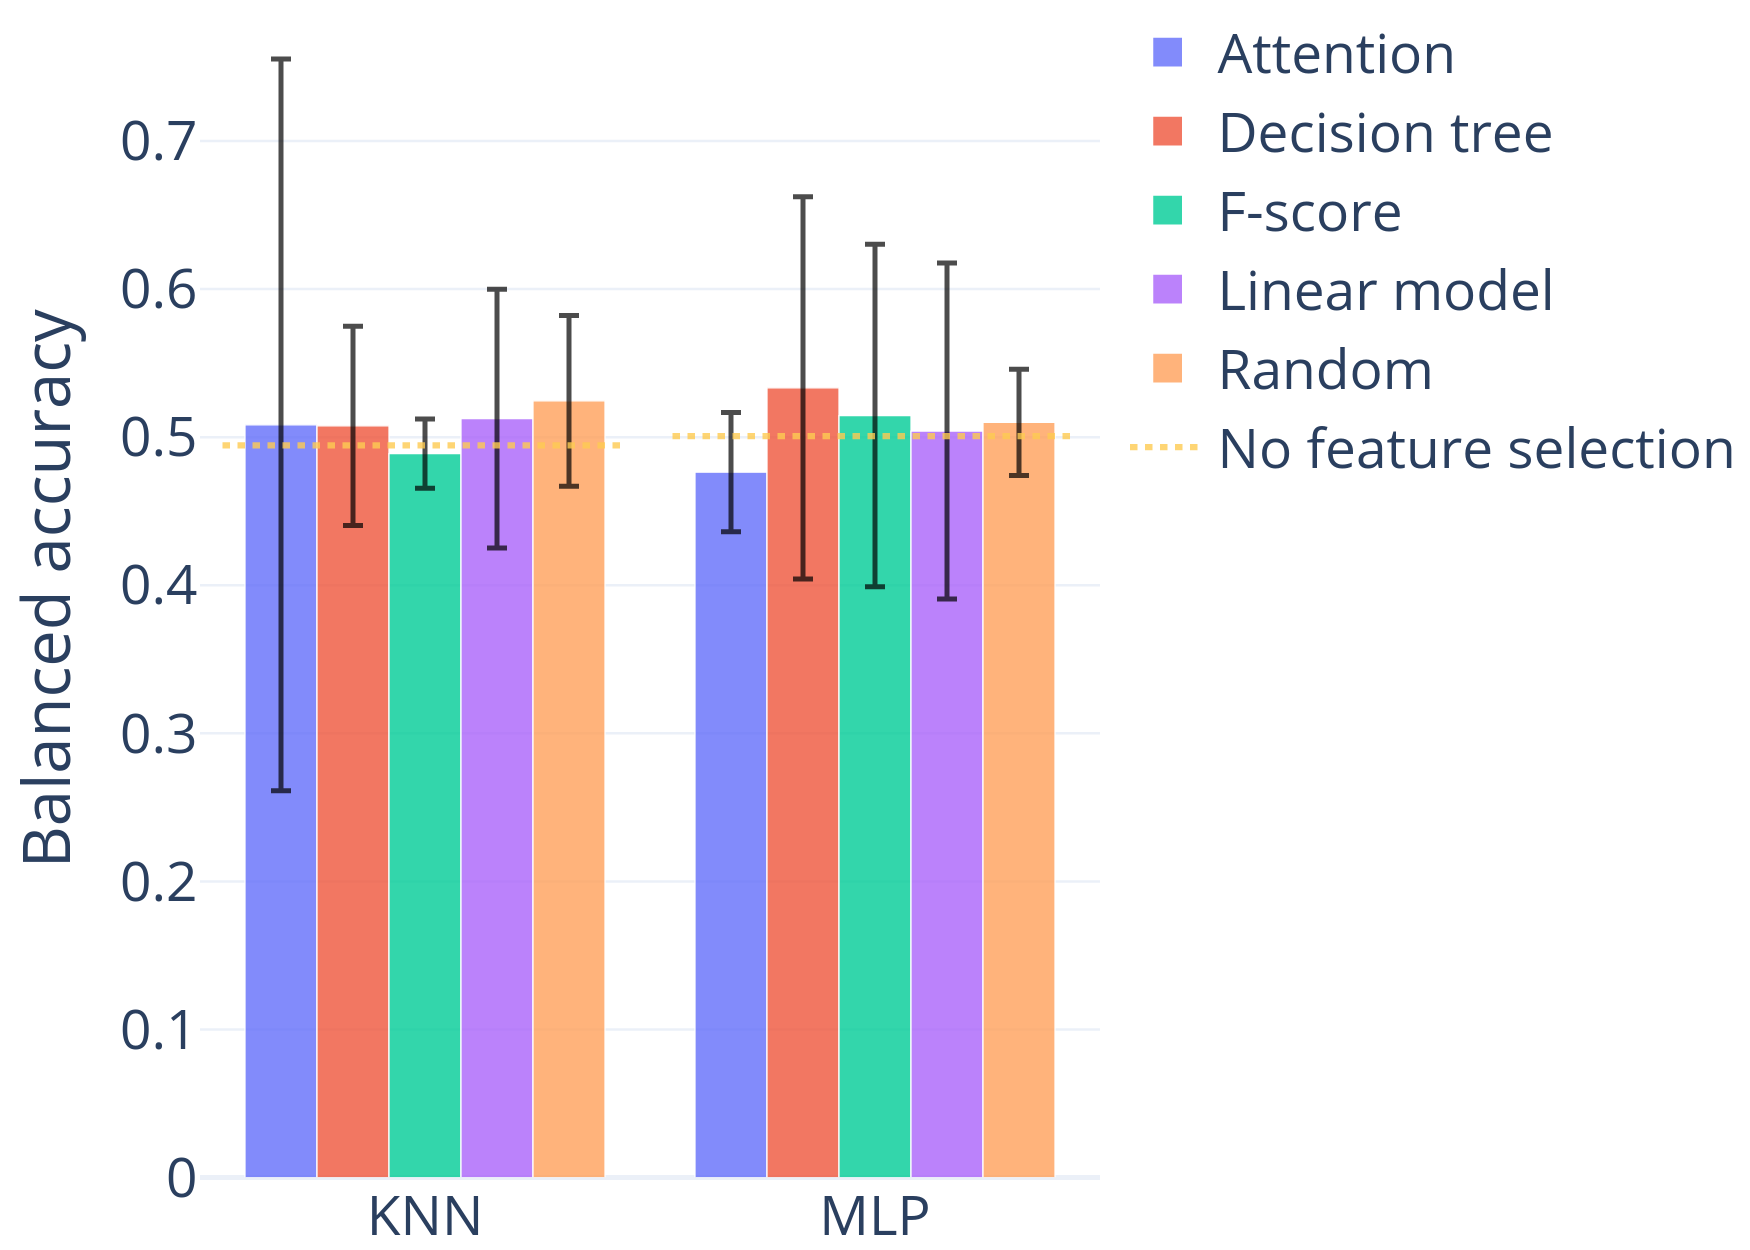 Balanced accuracy
0.7
0.6
0.5
0.4
0.3
0.2
0.1
0
KNN
MLP
Attention
Decision tree
F-score
Linear model
Random
No feature selection